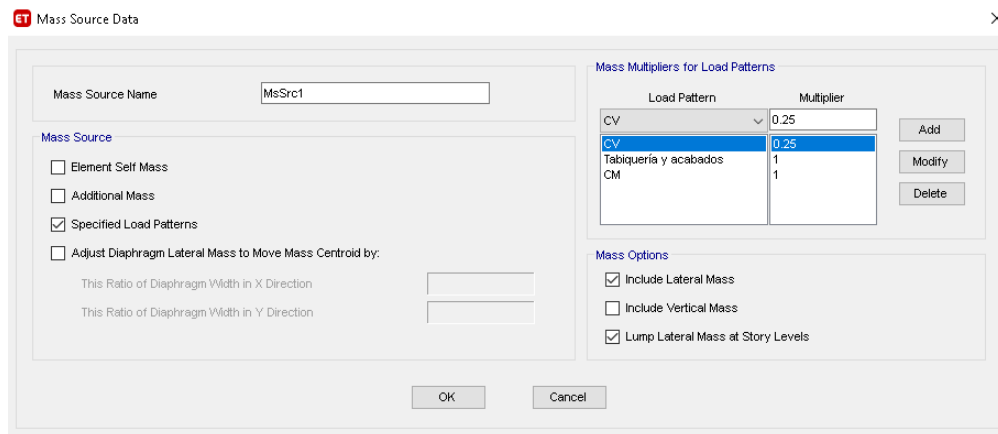 ET Mass Source Data
Mass Source Name MsSrc1
Mass Source
Element Self Mass
Additional Mass
Specified Load Patterns
Adjust Diaphragm Lateral Mass to Move Mass Centroid by:
This Ratio of Diaphragm Width in X Direction
This Ratio of Diaphragm Width in Y Direction
Mass Multipliers for Load Patterns
Load Pattern Multiplier
CV 0.25 Add
CV 0.25
Tabiquería y acabados 1 Modify
CM 1
Delete
Mass Options
Include Lateral Mass
Include Vertical Mass
Lump Lateral Mass at Story Levels
OK Cancel